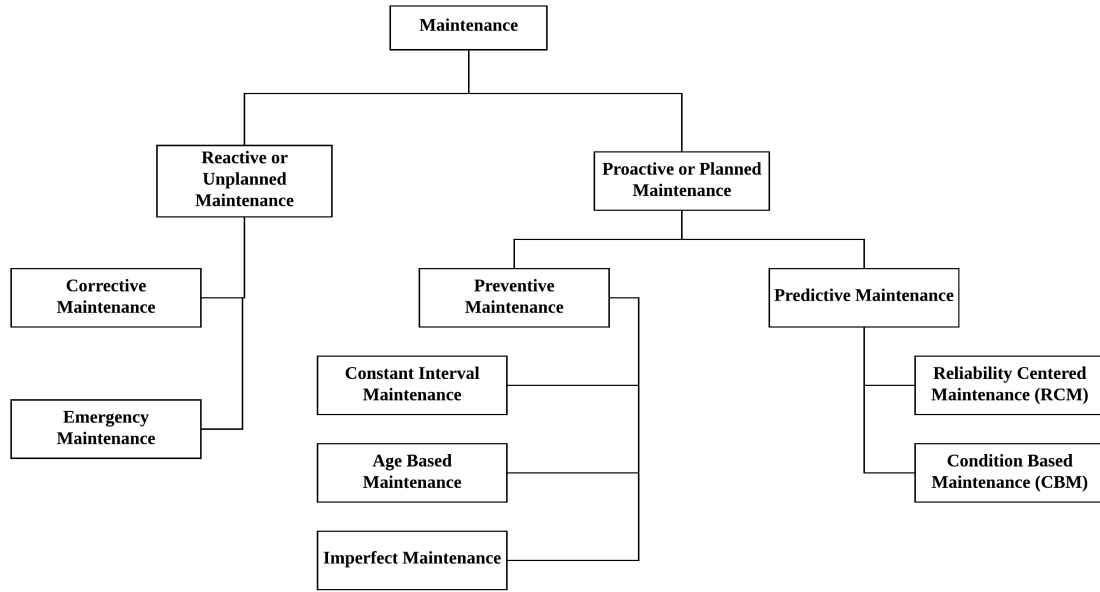 Maintenance
Reactive or
Unplanned
Maintenance
Proactive or Planned
Maintenance
Corrective
Maintenance
Preventive
Maintenance
Predictive Maintenance
Constant Interval
Maintenance
Reliability Centered
Maintenance (RCM)
Emergency
Maintenance
Age Based
Maintenance
Condition Based
Maintenance (CBM)
Imperfect Maintenance